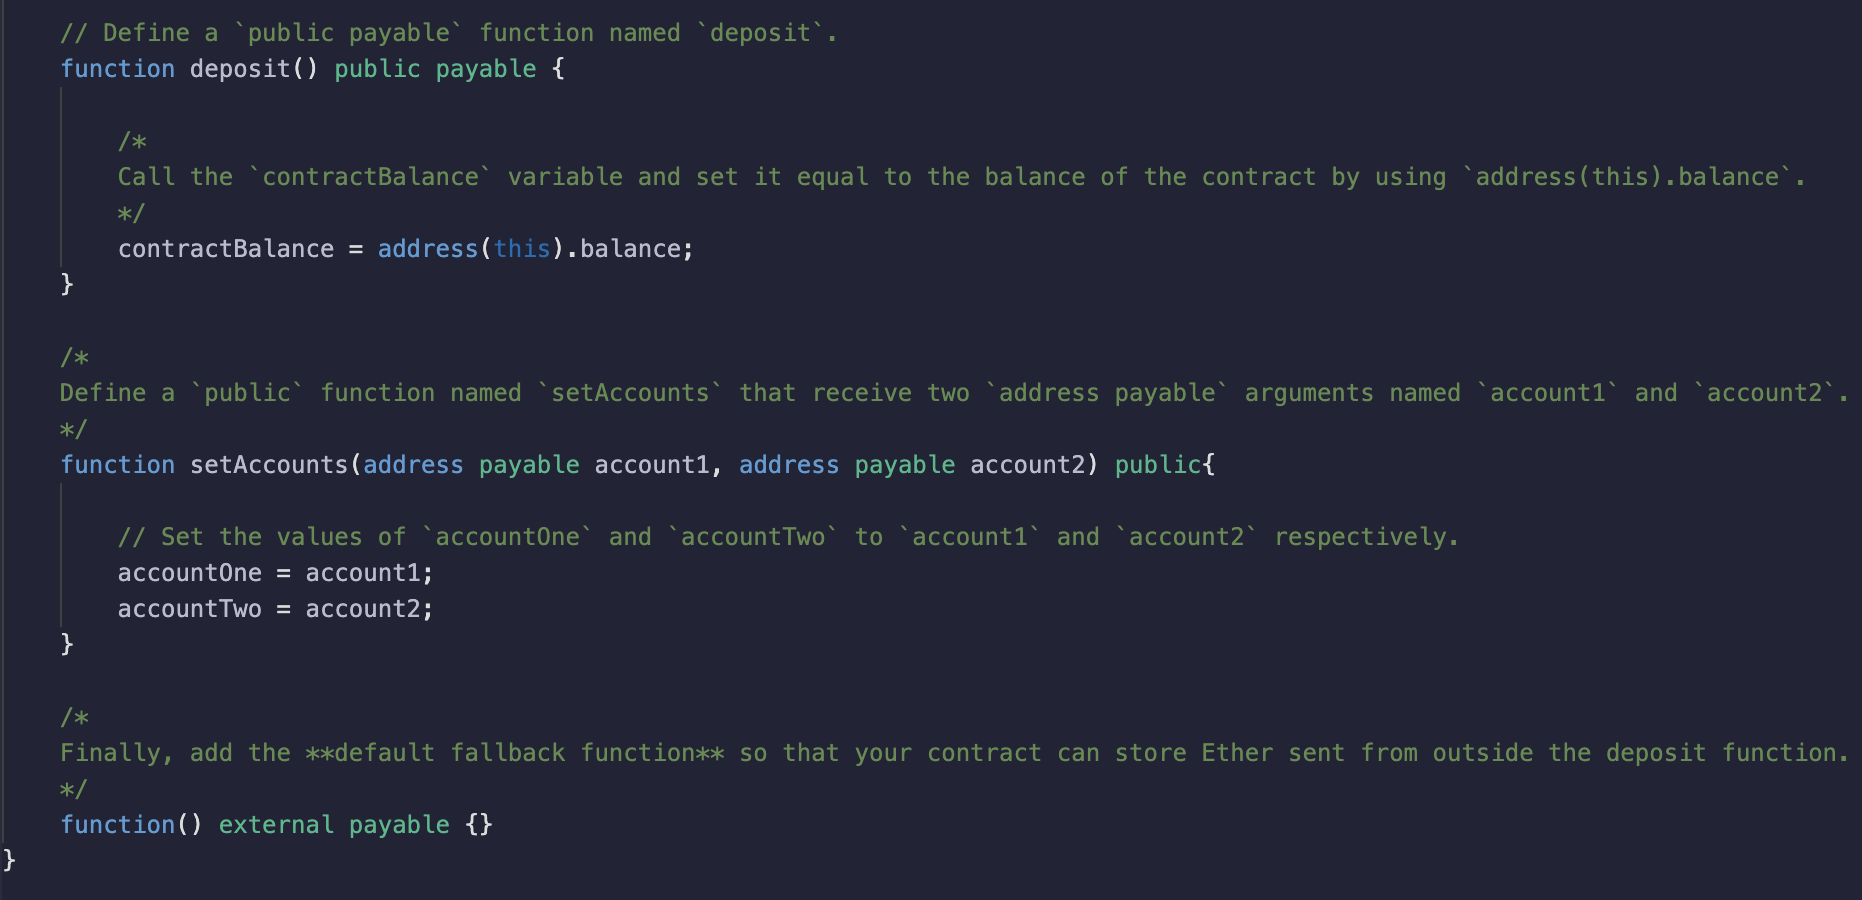 // Define a `public payable` function named `deposit`.
function deposit() public payable {
/*
Call the `contractBalance` variable and set it equal to the balance of the contract by using `address(this).balance`.
*/
contractBalance = address(this).balance;
}
/*
Define a `public` function named `setAccounts` that receive two `address payable` arguments named `account1` and `account2`.
*/
function setAccounts(address payable account1, address payable account2) public{
// Set the values of `accountOne` and `accountTwo` to `account1` and `account2` respectively.
accountOne = account1;
accountTwo = account2;
}
/*
Finally, add the **default fallback function** so that your contract can store Ether sent from outside the deposit function.
*/
function() external payable {}
}